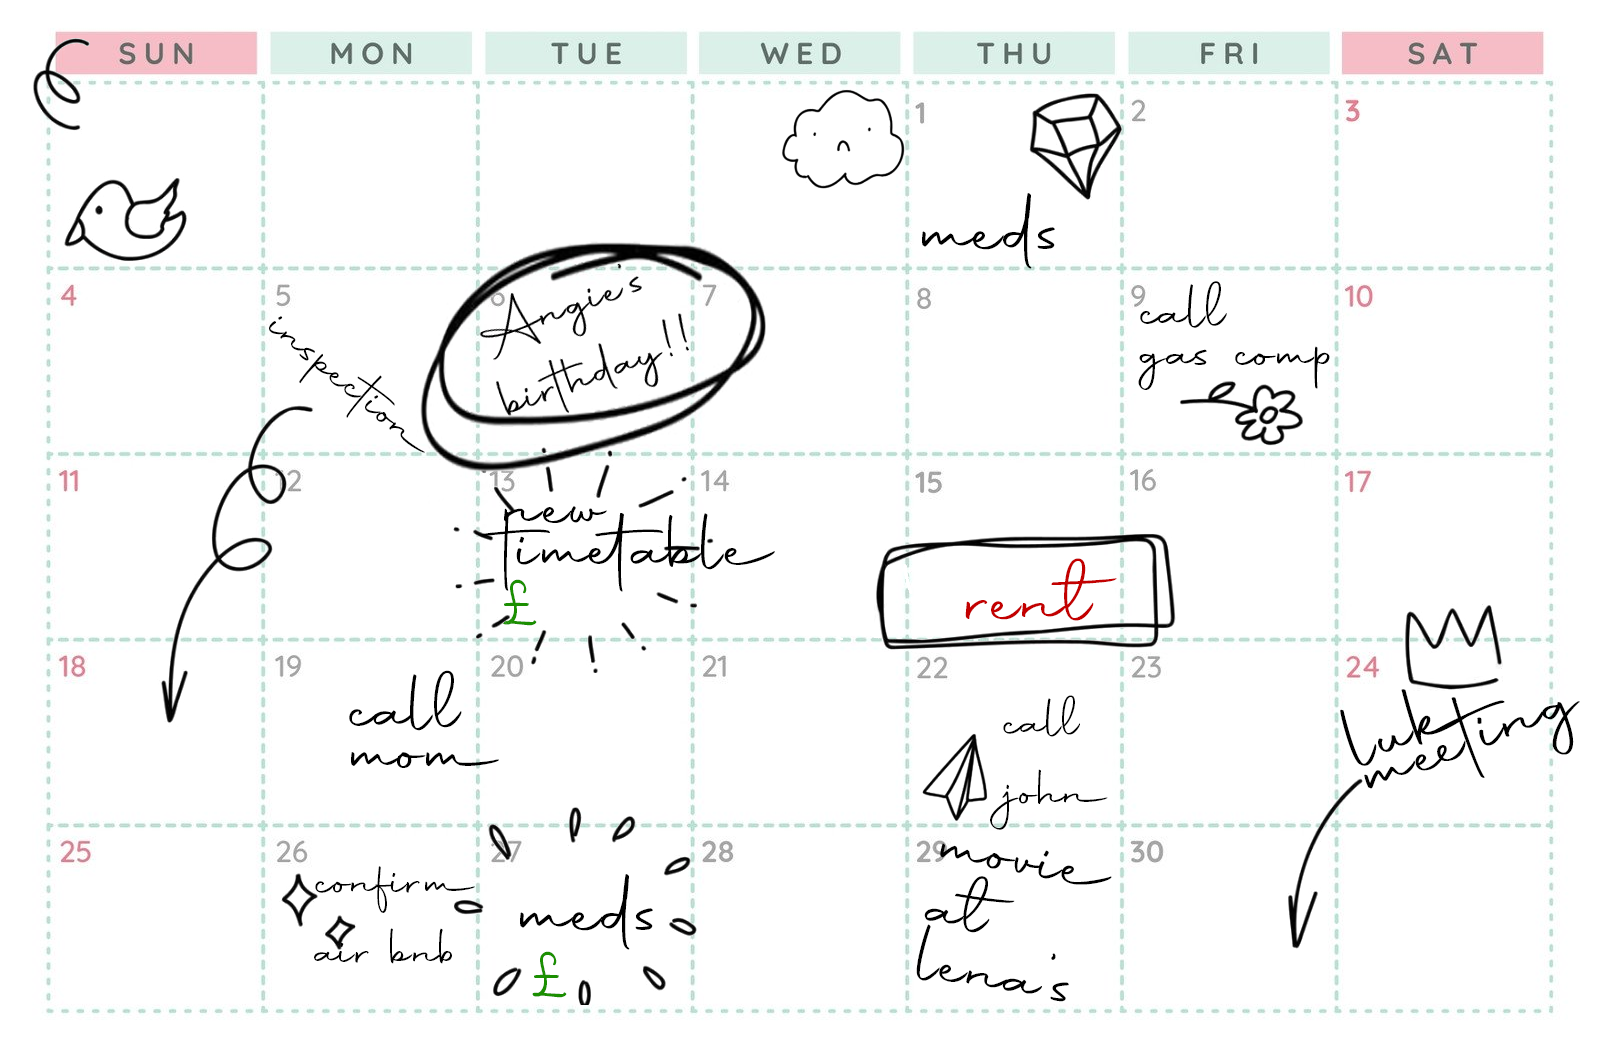 SUN MON TUE WED THU FRI SAT
1 2 3
meds
4 5 6 7 8 9 10
inspection
Angie's
birthday!!
call
gas comp
11 12 13 14 15 16 17
new
timetable
£
rent
18 19 20 21 22 23 24
call
mom
call
john
luk
meeting
25 26 27 28 29 30
confirm
air bnb
meds
£
movie
at
lena's